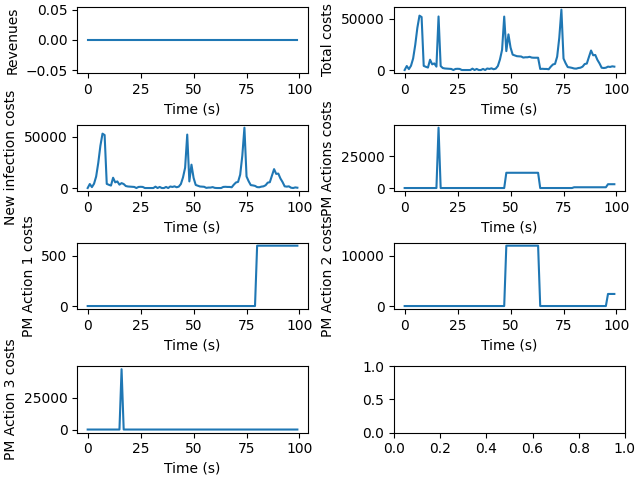 Revenues
0.05
0.00
−0.05
0 25 50 75 100
Time (s)
Total costs
50000
0
0 25 50 75 100
Time (s)
New infection costs
50000
0
0 25 50 75 100
Time (s)
PM Actions costs
25000
0
0 25 50 75 100
Time (s)
PM Action 1 costs
500
0
0 25 50 75 100
Time (s)
PM Action 2 costs
10000
0
0 25 50 75 100
Time (s)
PM Action 3 costs
25000
0
0 25 50 75 100
Time (s)
1.0
0.5
0.0
0.0 0.2 0.4 0.6 0.8 1.0